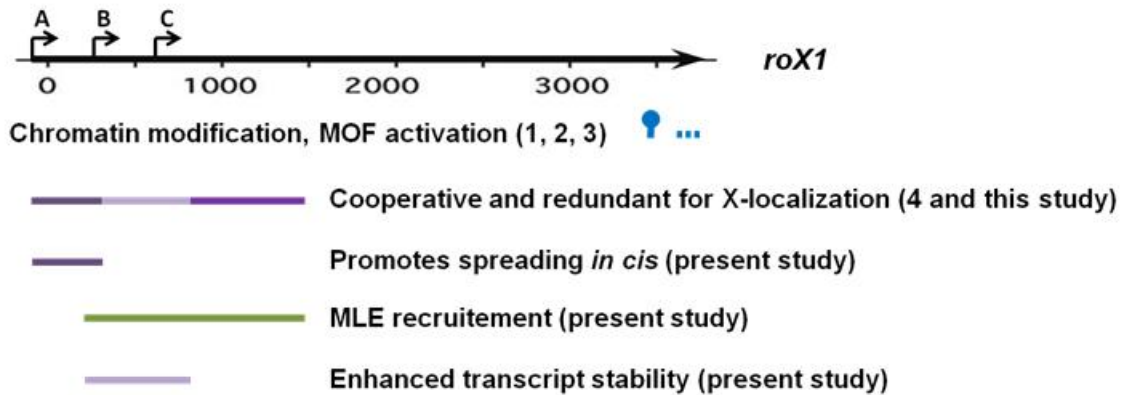 A B C
roX1
0 1000 2000 3000
Chromatin modification, MOF activation (1, 2, 3) ...
Cooperative and redundant for X-localization (4 and this study)
Promotes spreading in cis (present study)
MLE recruitement (present study)
Enhanced transcript stability (present study)